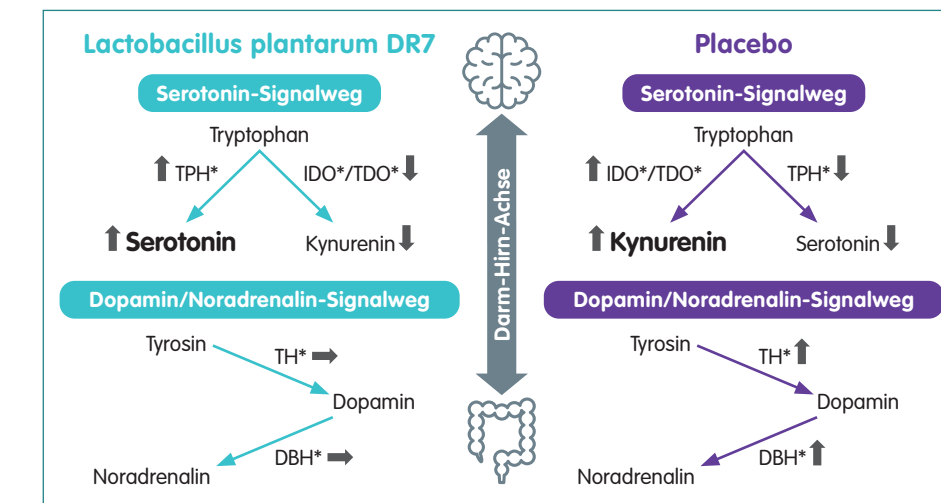 Lactobacillus plantarum DR7
Serotonin-Signalweg
Tryptophan
TPH*
IDO*/TDO*
Serotonin
Kynurenin
Dopamin/Noradrenalin-Signalweg
Tyrosin
TH*
Dopamin
DBH*
Noradrenalin
Darm-Hirn-Achse
Placebo
Serotonin-Signalweg
Tryptophan
IDO*/TDO*
TPH*
Kynurenin
Serotonin
Dopamin/Noradrenalin-Signalweg
Tyrosin
TH*
Dopamin
DBH*
Noradrenalin